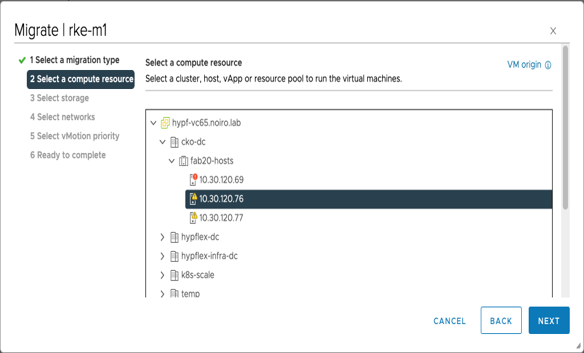 Migrate | rke-m1
X
1 Select a migration type
2 Select a compute resource
3 Select storage
4 Select networks
5 Select vMotion priority
6 Ready to complete
Select a compute resource
VM origin
Select a cluster, host, vApp or resource pool to run the virtual machines.
hypf-vc65.noiro.lab
cko-dc
fab20-hosts
10.30.120.69
10.30.120.76
10.30.120.77
hypflex-dc
hypflex-infra-dc
k8s-scale
temp
CANCEL
BACK
NEXT